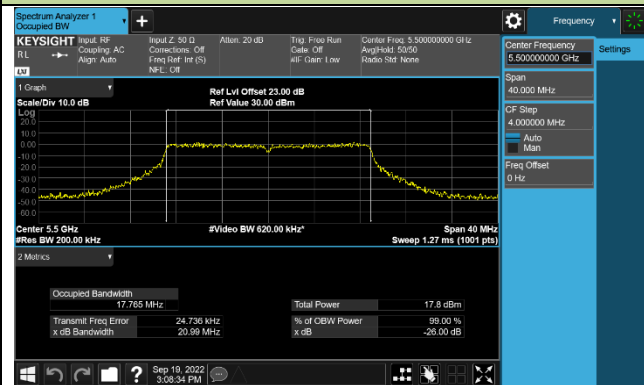 Spectrum Analyzer 1
Occupied BW
Frequency
KEYSIGHT
R L
LXI
Input: RF
Coupling: AC
Align: Auto
Input Z: 50 Ω
Corrections: Off
Freq Ref: Int (S)
NFE: Off
Atten: 20 dB
Trig: Free Run
Gate: Off
#IF Gain: Low
Center Freq: 5.500000000 GHz
Avg|Hold: 50/50
Radio Std: None
Center Frequency
5.500000000 GHz
Settings
Span
40.000 MHz
CF Step
4.000000 MHz
Auto
Man
Freq Offset
0 Hz
1 Graph
Scale/Div 10.0 dB
Ref Lvl Offset 23.00 dB
Ref Value 30.00 dBm
Log
20.0
10.0
0.00
-10.0
-20.0
-30.0
-40.0
-50.0
-60.0
Center 5.5 GHz
#Res BW 200.00 kHz
#Video BW 620.00 kHz*
Span 40 MHz
Sweep 1.27 ms (1001 pts)
2 Metrics
Occupied Bandwidth
17.765 MHz
Total Power
17.8 dBm
Transmit Freq Error
24.736 kHz
% of OBW Power
99.00 %
x dB Bandwidth
20.99 MHz
x dB
-26.00 dB
?
Sep 19, 2022
3:08:34 PM